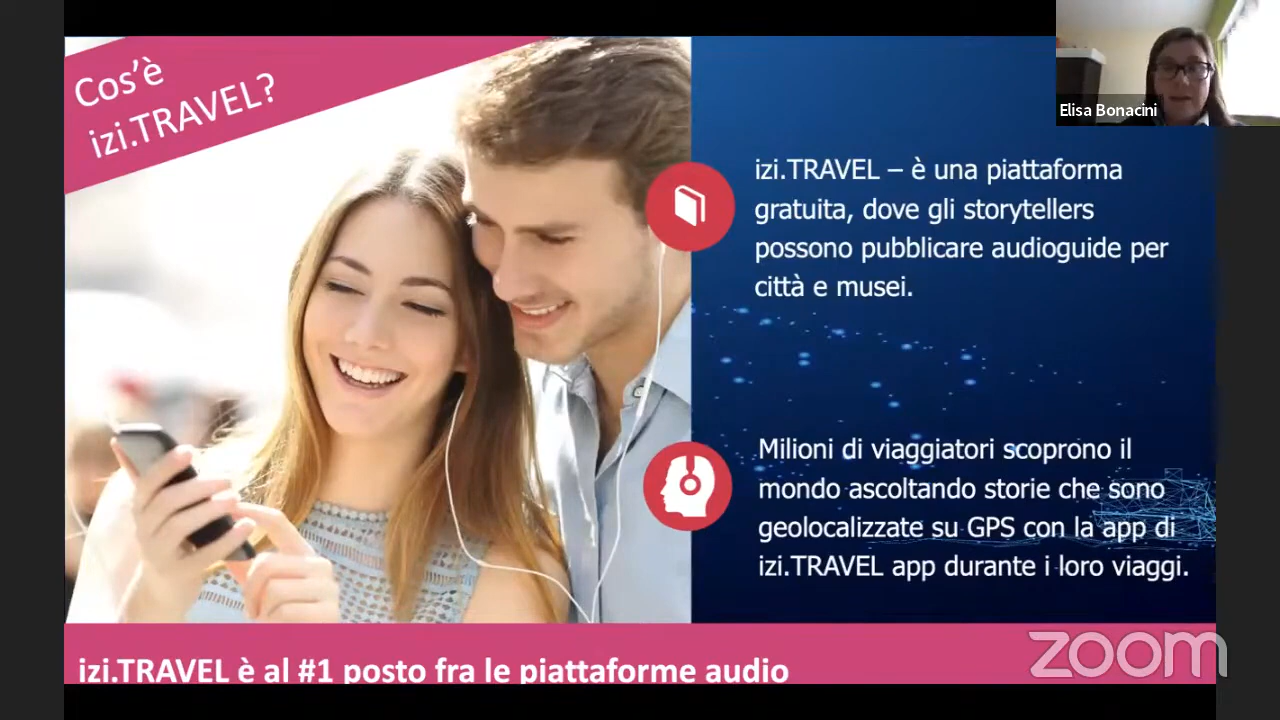 Cos'è
izi.TRAVEL?
Elisa Bonacini
izi.TRAVEL – è una piattaforma
gratuita, dove gli storytellers
possono pubblicare audioguide per
città e musei.
Milioni di viaggiatori scoprono il
mondo ascoltando storie che sono
geolocalizzate su GPS con la app di
izi.TRAVEL app durante i loro viaggi.
izi.TRAVEL è al #1 posto fra le piattaforme audio
zoom